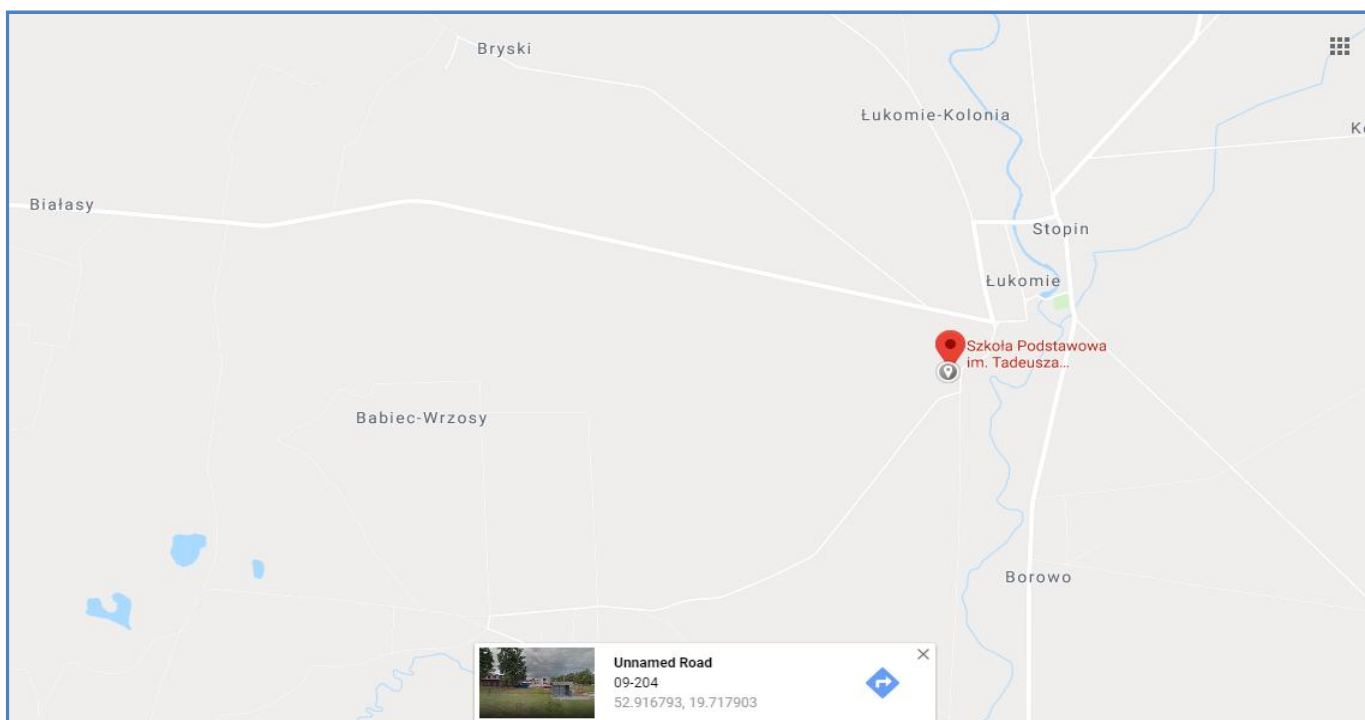 Bryski
Łukomie-Kolonia
Białasy
Stopin
Łukomie
Szkoła Podstawowa
im. Tadeusza...
Babiec-Wrzosy
Borowo
Unnamed Road
09-204
52.916793, 19.717903